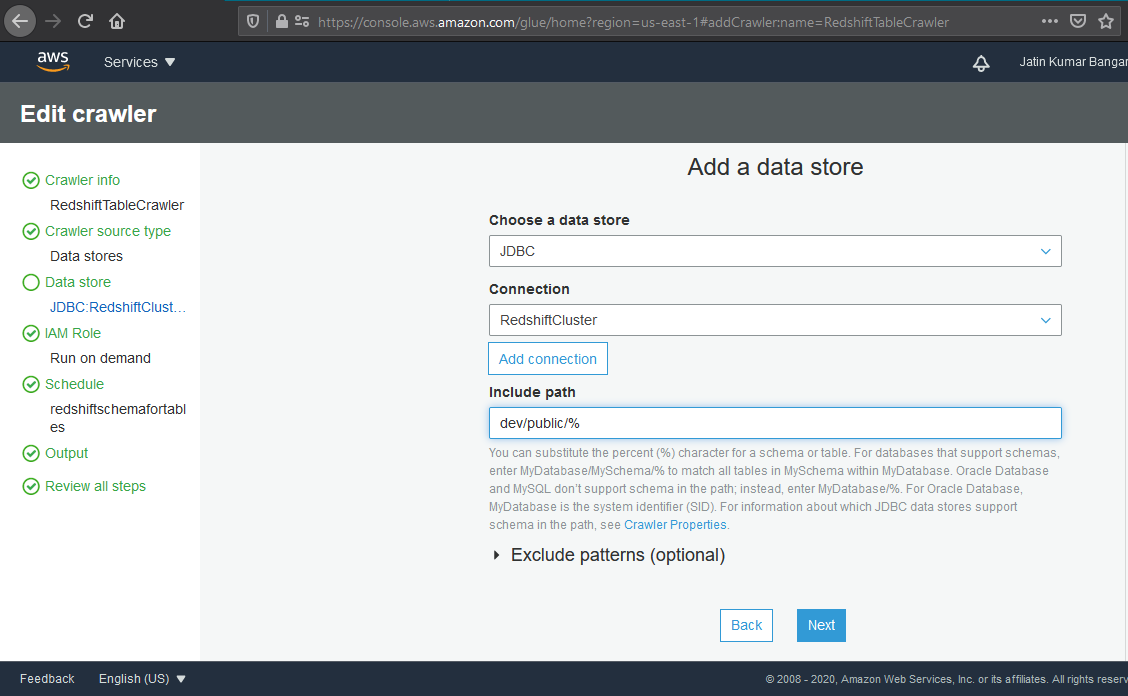 https://console.aws.amazon.com/glue/home?region=us-east-1#addCrawler:name=RedshiftTableCrawler
aws
Services
Jatin Kumar Bangar
Edit crawler
Crawler info
RedshiftTableCrawler
Crawler source type
Data stores
Data store
JDBC:RedshiftClust...
IAM Role
Run on demand
Schedule
redshiftschemafortabl
es
Output
Review all steps
Add a data store
Choose a data store
JDBC
Connection
RedshiftCluster
Add connection
Include path
dev/public/%
You can substitute the percent (%) character for a schema or table. For databases that support schemas,
enter MyDatabase/MySchema/% to match all tables in MySchema within MyDatabase. Oracle Database
and MySQL don't support schema in the path; instead, enter MyDatabase/%. For Oracle Database,
MyDatabase is the system identifier (SID). For information about which JDBC data stores support
schema in the path, see Crawler Properties.
Exclude patterns (optional)
Back
Next
Feedback
English (US)
© 2008 - 2020, Amazon Web Services, Inc. or its affiliates. All rights reserv